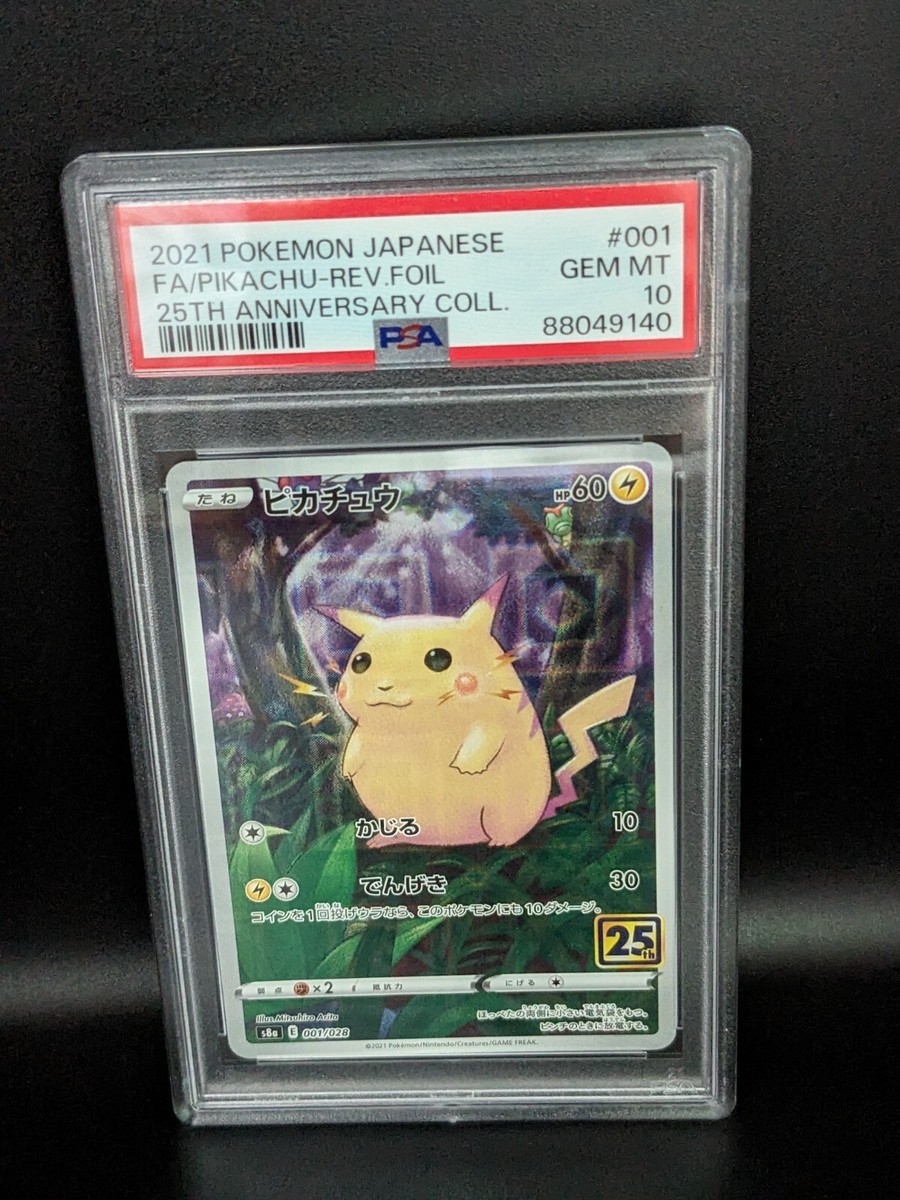 2021 POKEMON JAPANESE #001
FA/PIKACHU-REV.FOIL GEM MT
25TH ANNIVERSARY COLL. 10
PSA 88049140
たね ピカチュウ HP60
かじる 10
でんげき 30
コインを1回投げウラなら、このポケモンにも10ダメージ。
25th
弱点 ×2 抵抗力 にげる
Illus. Mitsuhiro Arita
ほっぺたの両側に小さい電気袋をもつ。
ピンチのときに放電する。
s8a E 001/028
©2021 Pokémon/Nintendo/Creatures/GAME FREAK.